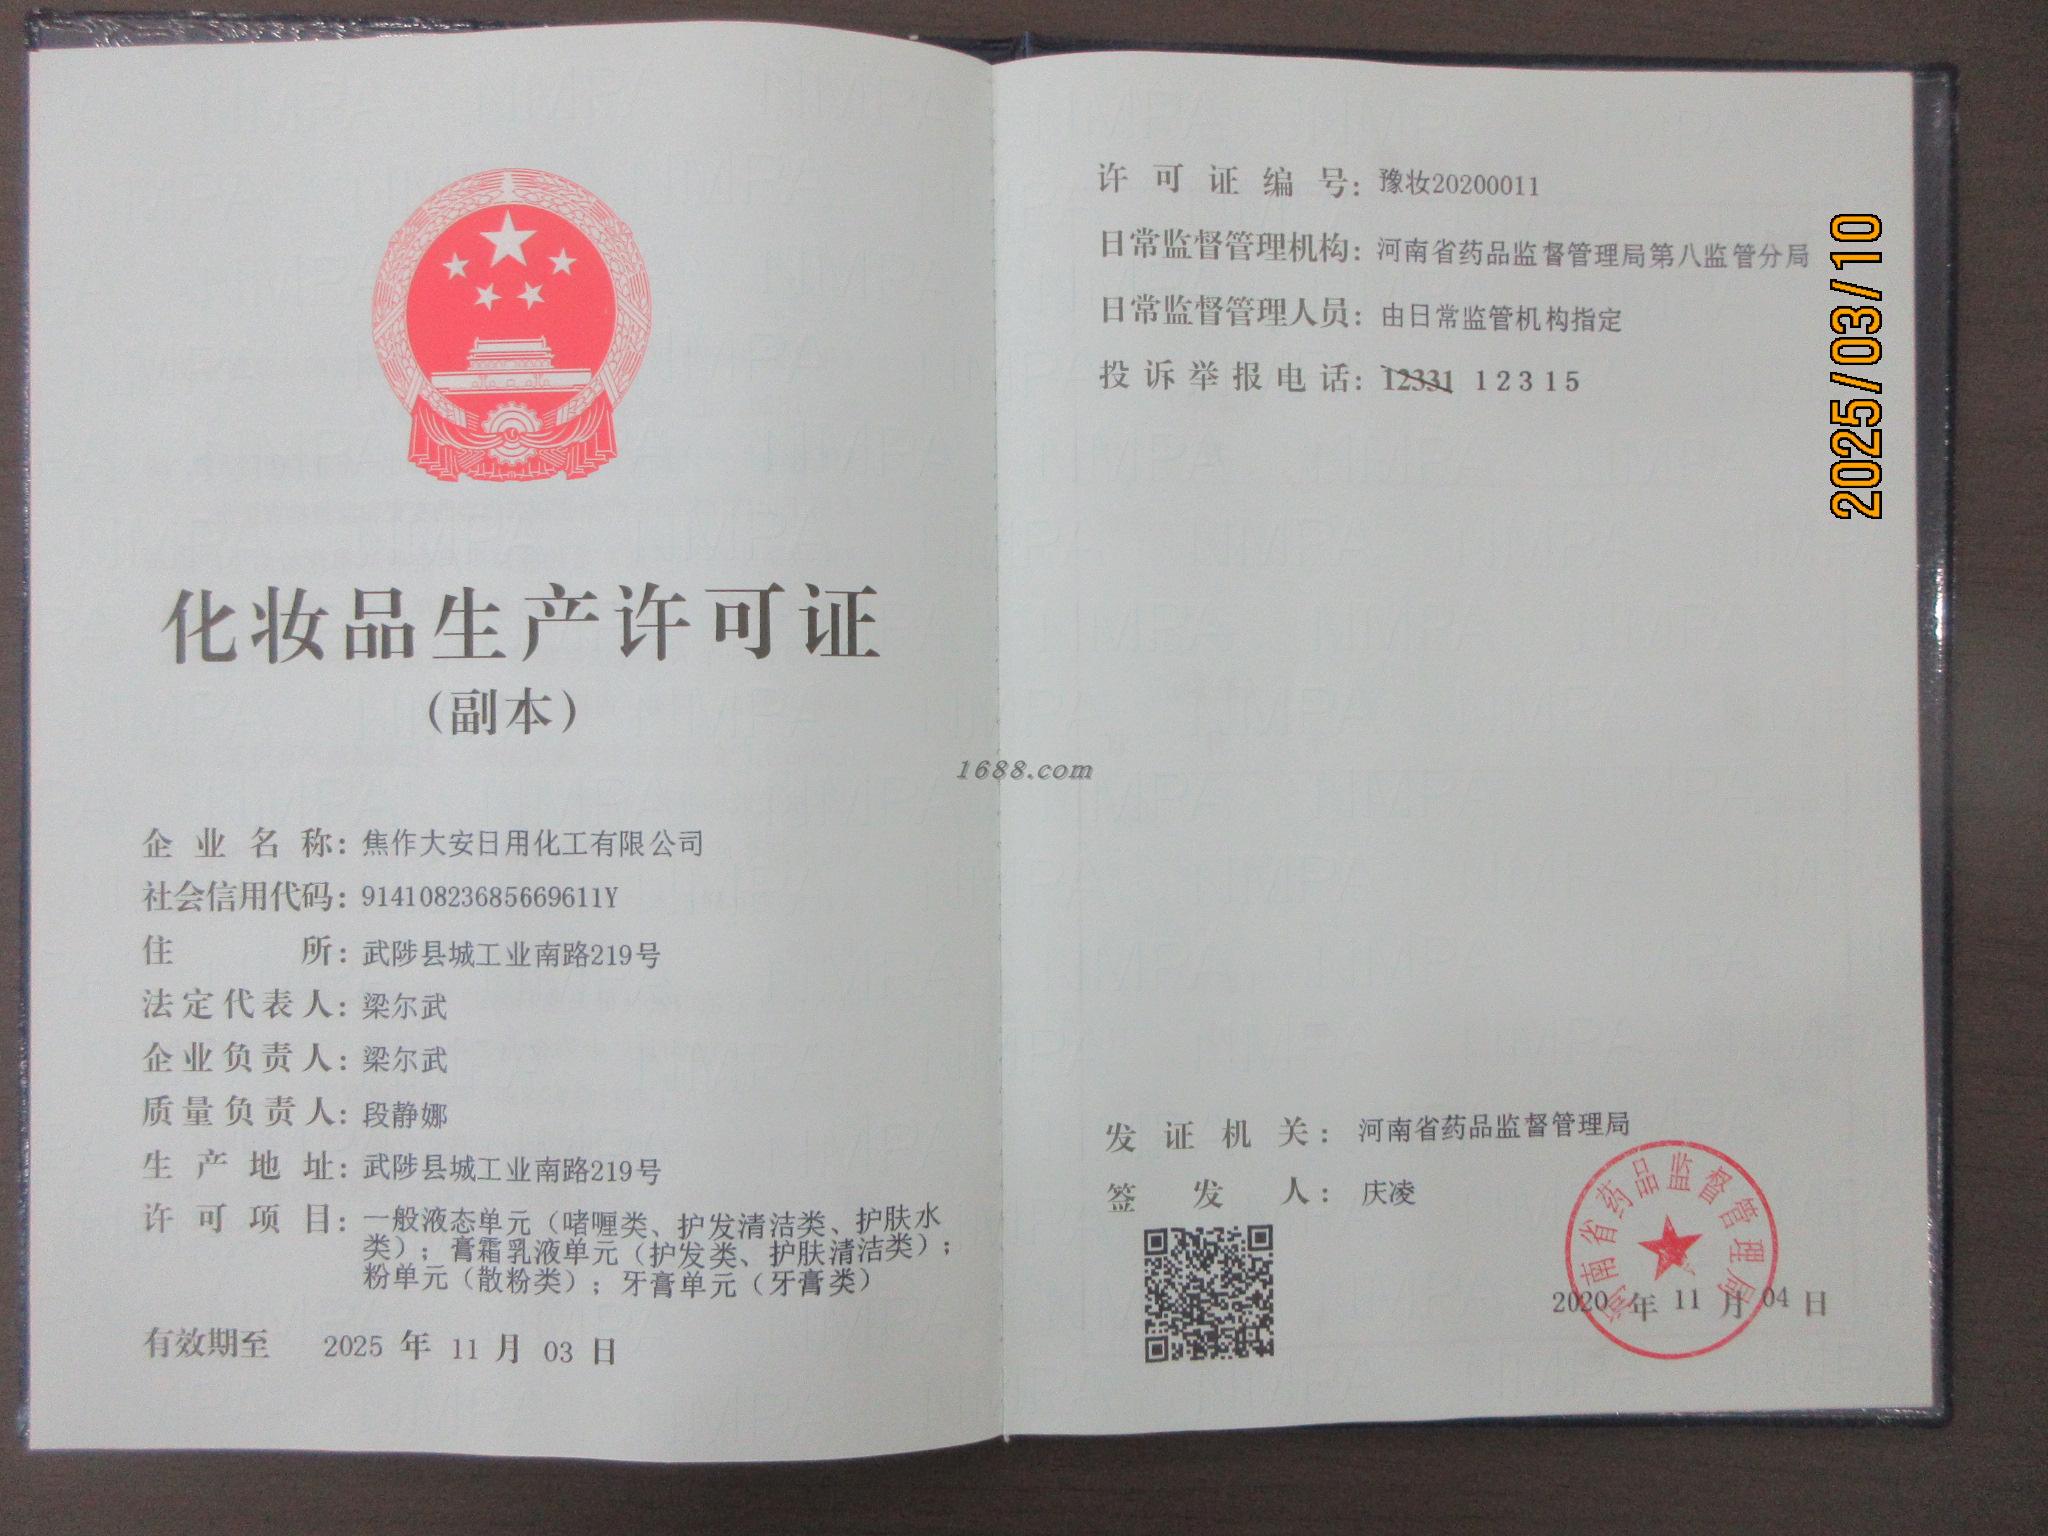 化妆品生产许可证
(副本)
企业名称：焦作大安日用化工有限公司
社会信用代码：91410823685669611Y
住所：武陟县城工业南路219号
法定代表人：梁尔武
企业负责人：梁尔武
质量负责人：段静娜
生产地址：武陟县城工业南路219号
许可项目：一般液态单元（啫喱类、护发清洁类、护肤水
类）；膏霜乳液单元（护发类、护肤清洁类）；
粉单元（散粉类）；牙膏单元（牙膏类）
有效期至 2025 年 11 月 03 日
1688.com
许可证编号：豫妆20200011
日常监督管理机构：河南省药品监督管理局第八监管分局
日常监督管理人员：由日常监管机构指定
投诉举报电话：12331 12315
发证机关：河南省药品监督管理局
签发人：庆凌
河南省药品监督管理局
2020 年 11 月 04 日
2025/03/10